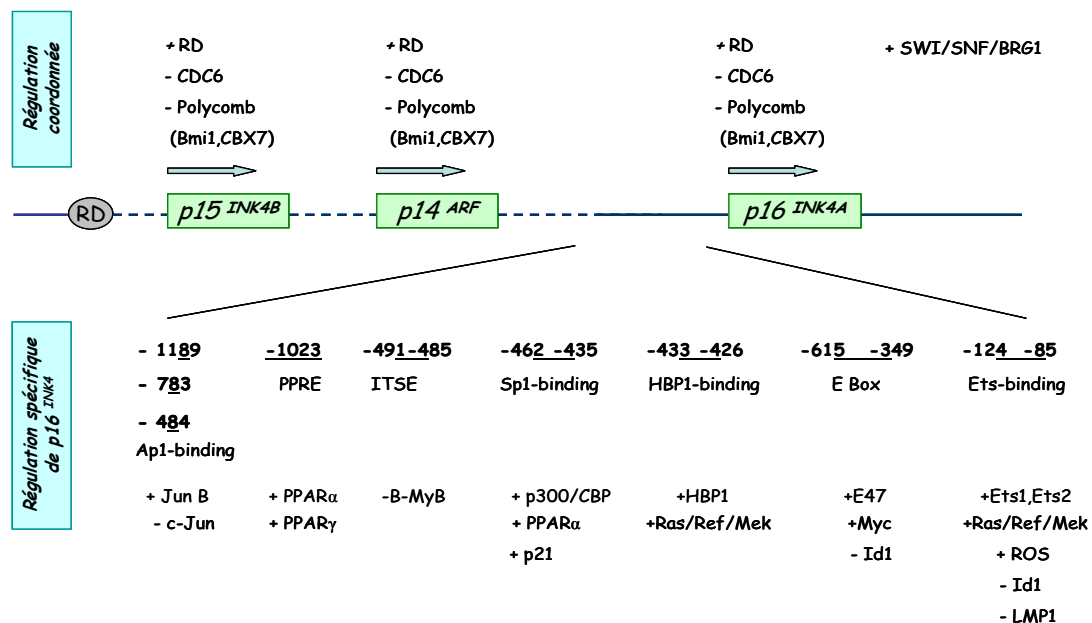 Régulation
coordonnée
+ RD
- CDC6
- Polycomb
(Bmi1,CBX7)
+ RD
- CDC6
- Polycomb
(Bmi1,CBX7)
+ RD
- CDC6
- Polycomb
(Bmi1,CBX7)
+ SWI/SNF/BRG1
RD
p15 INK4B
p14 ARF
p16 INK4A
Régulation spécifique
de p16 INK4
- 1189
- 783
- 484
Ap1-binding
+ Jun B
- c-Jun
-1023
PPRE
+ PPARα
+ PPARγ
-491-485
ITSE
-B-MyB
-462 -435
Sp1-binding
+ p300/CBP
+ PPARα
+ p21
-433 -426
HBP1-binding
+HBP1
+Ras/Ref/Mek
-615 -349
E Box
+E47
+Myc
- Id1
-124 -85
Ets-binding
+Ets1,Ets2
+Ras/Ref/Mek
+ ROS
- Id1
- LMP1